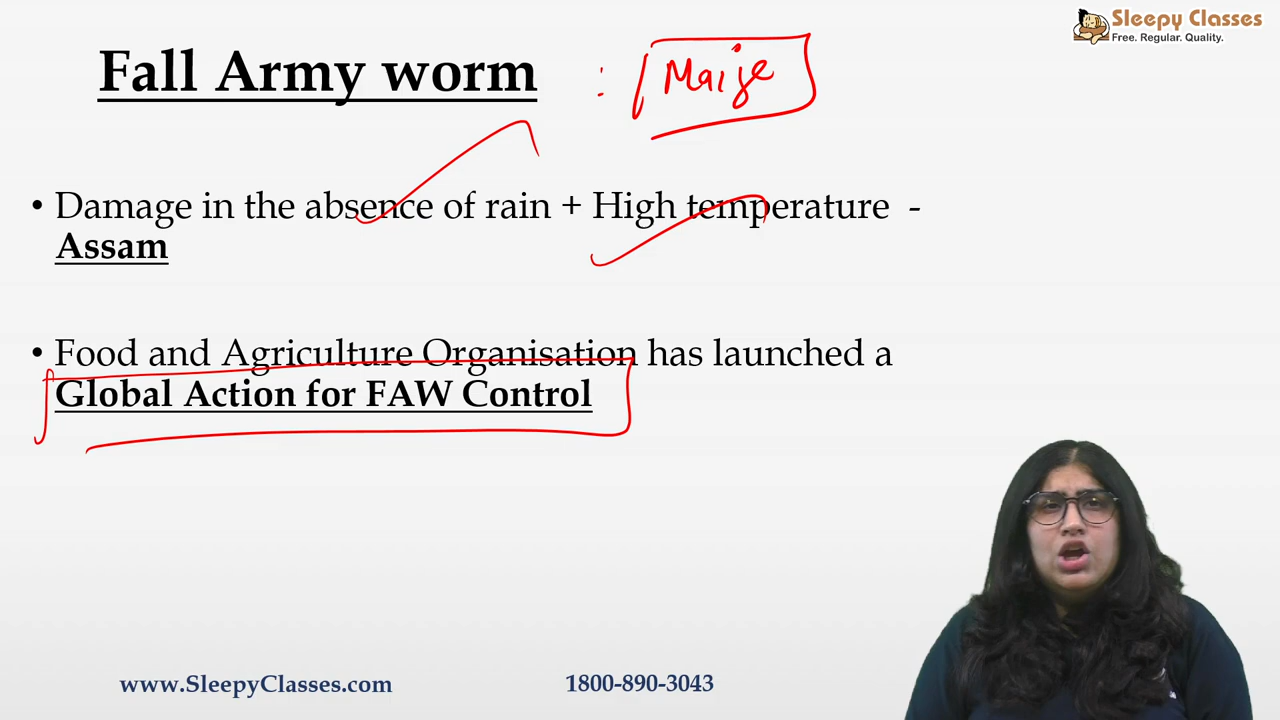 Sleepy Classes
Free. Regular. Quality.
Fall Army worm : Maize
• Damage in the absence of rain + High temperature -
Assam
• Food and Agriculture Organisation has launched a
Global Action for FAW Control
www.SleepyClasses.com 1800-890-3043